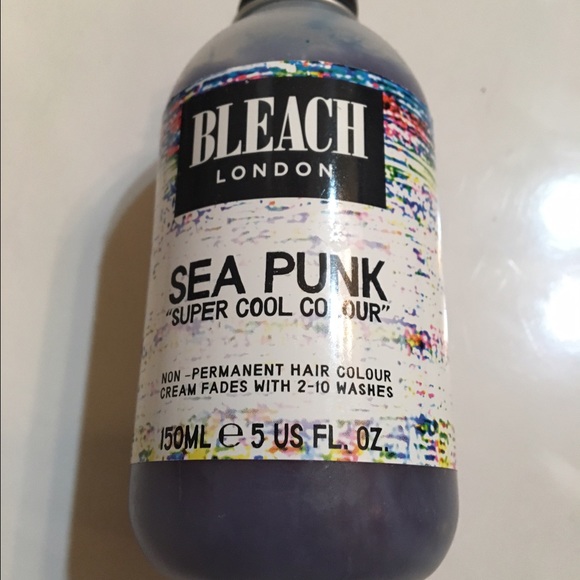 BLEACH
LONDON
SEA PUNK
"SUPER COOL COLOUR"
NON-PERMANENT HAIR COLOUR
CREAM FADES WITH 2-10 WASHES
150ML ℮ 5 US FL. OZ.